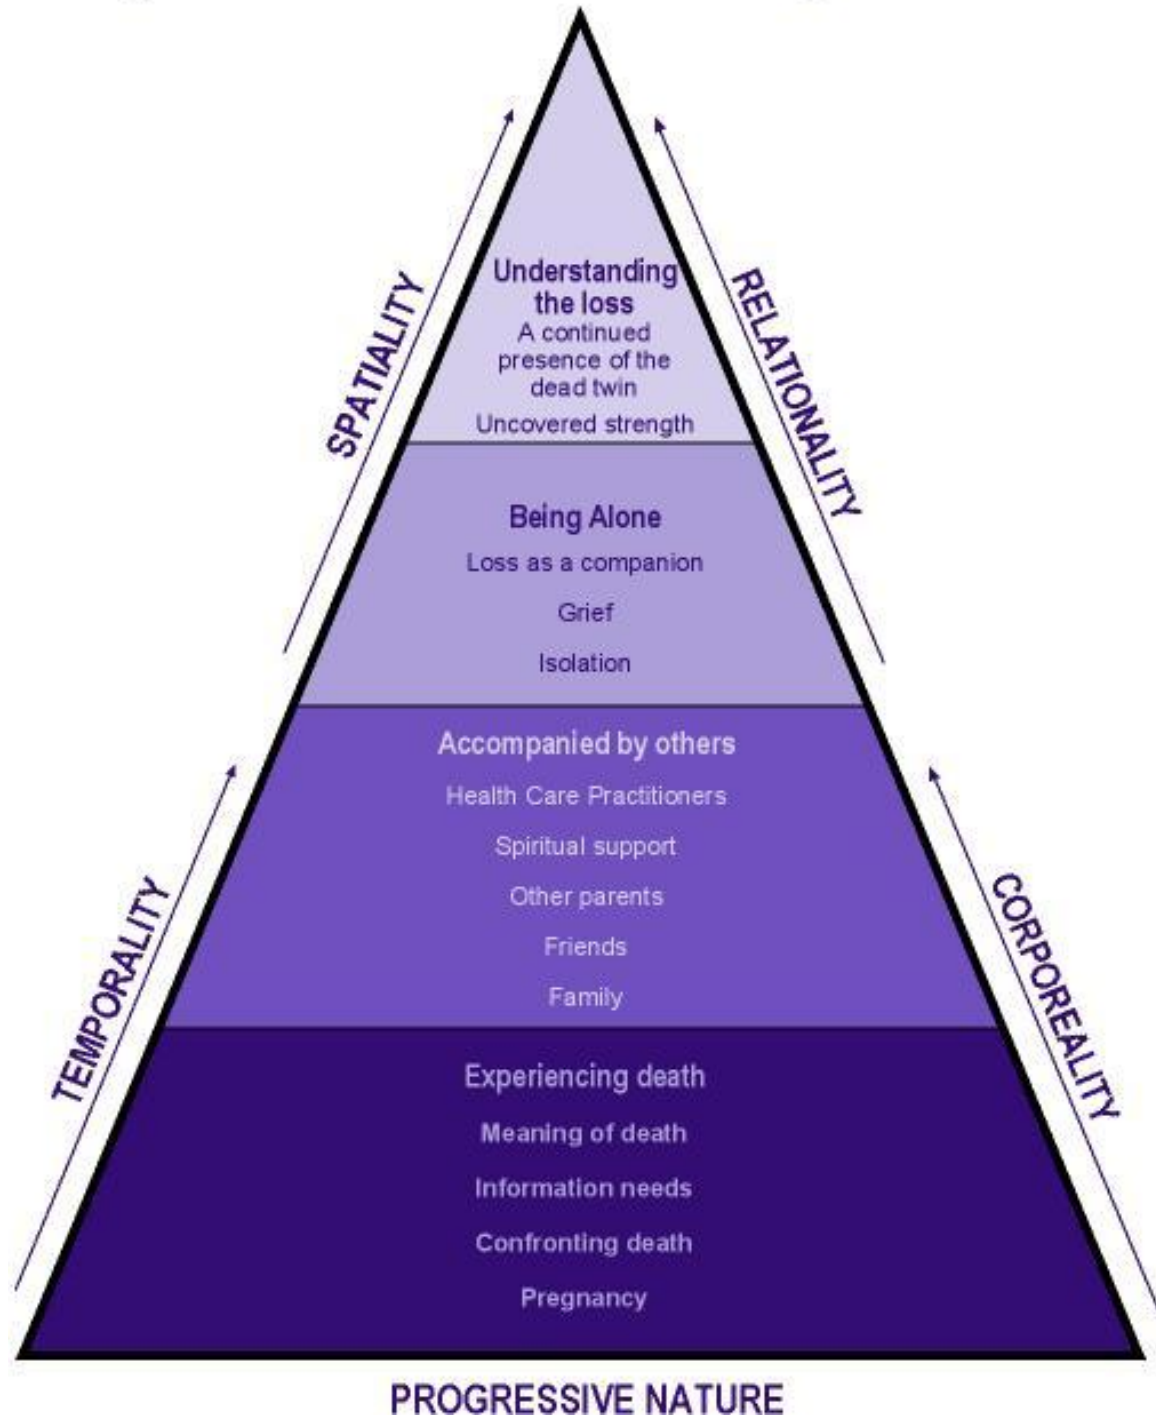 Understanding
the loss
A continued
presence of the
dead twin
Uncovered strength
SPATIALITY
RELATIONALITY
Being Alone
Loss as a companion
Grief
Isolation
Accompanied by others
Health Care Practitioners
Spiritual support
Other parents
Friends
Family
TEMPORALITY
CORPOREALITY
Experiencing death
Meaning of death
Information needs
Confronting death
Pregnancy
PROGRESSIVE NATURE